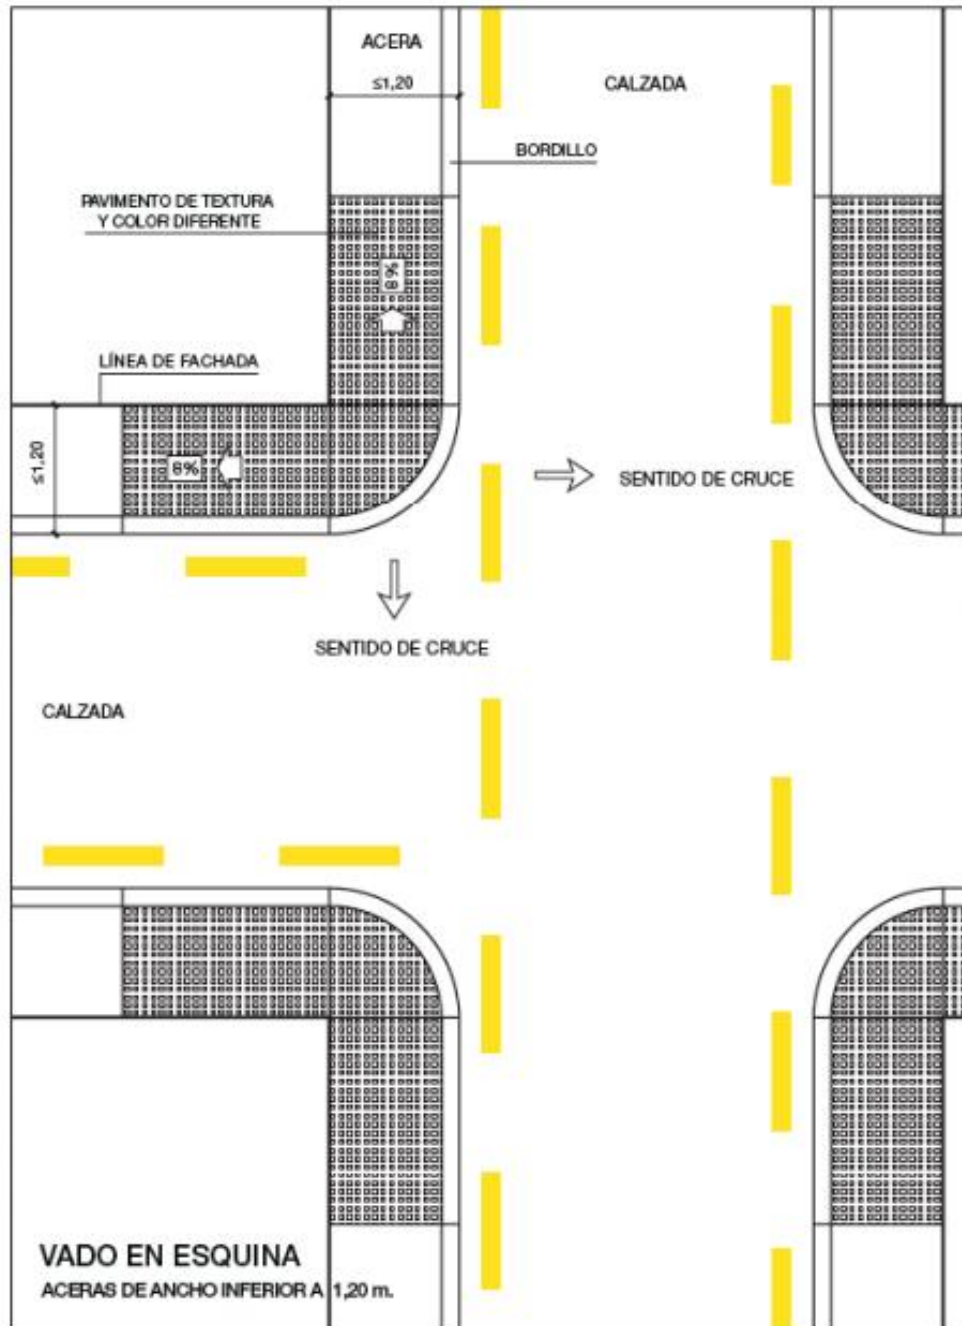 ACERA
≤1,20
CALZADA
BORDILLO
PAVIMENTO DE TEXTURA
Y COLOR DIFERENTE
8%
LÍNEA DE FACHADA
≤1,20
8%
SENTIDO DE CRUCE
SENTIDO DE CRUCE
CALZADA
VADO EN ESQUINA
ACERAS DE ANCHO INFERIOR A 1,20 m.